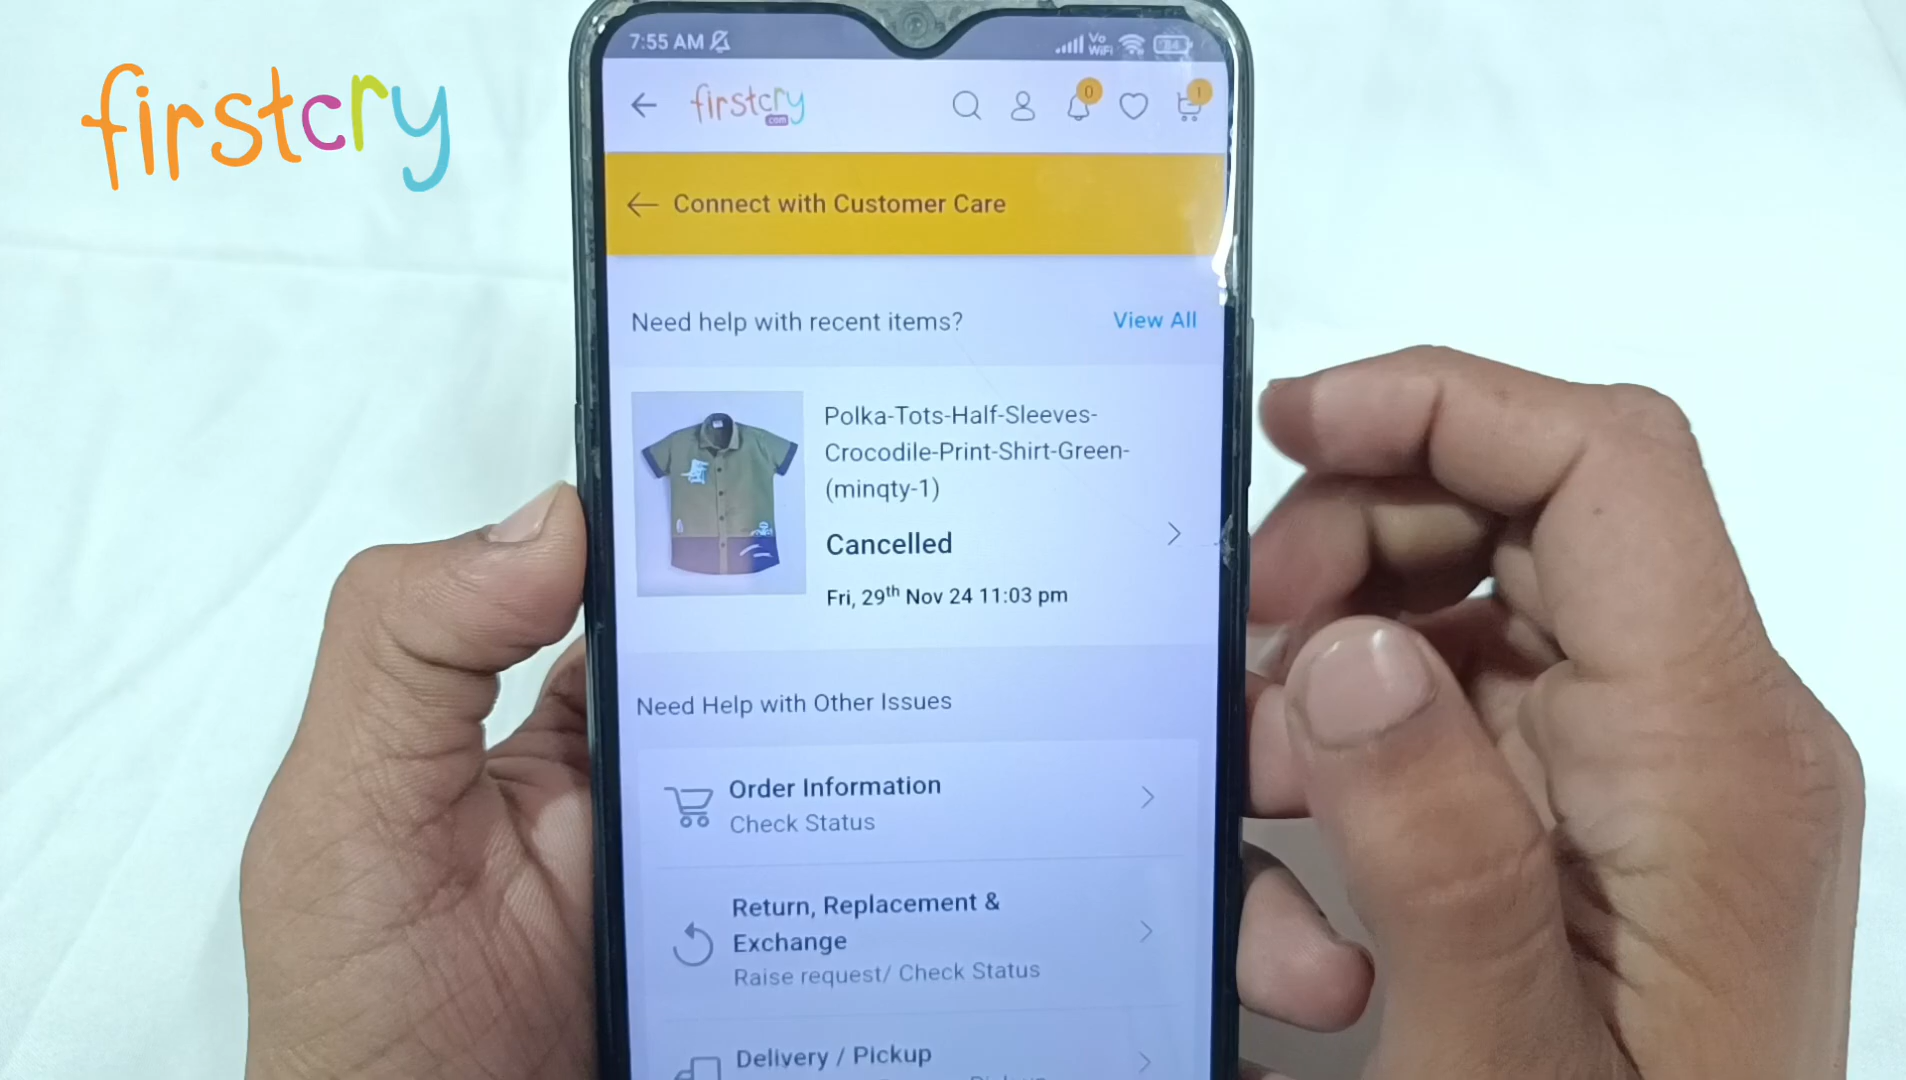 firstcry
7:55 AM
Vo
WiFi
firstcry
.com
0
1
Connect with Customer Care
Need help with recent items?
View All
Polka-Tots-Half-Sleeves-
Crocodile-Print-Shirt-Green-
(minqty-1)
Cancelled
Fri, 29th Nov 24 11:03 pm
Need Help with Other Issues
Order Information
Check Status
Return, Replacement &
Exchange
Raise request/ Check Status
Delivery / Pickup